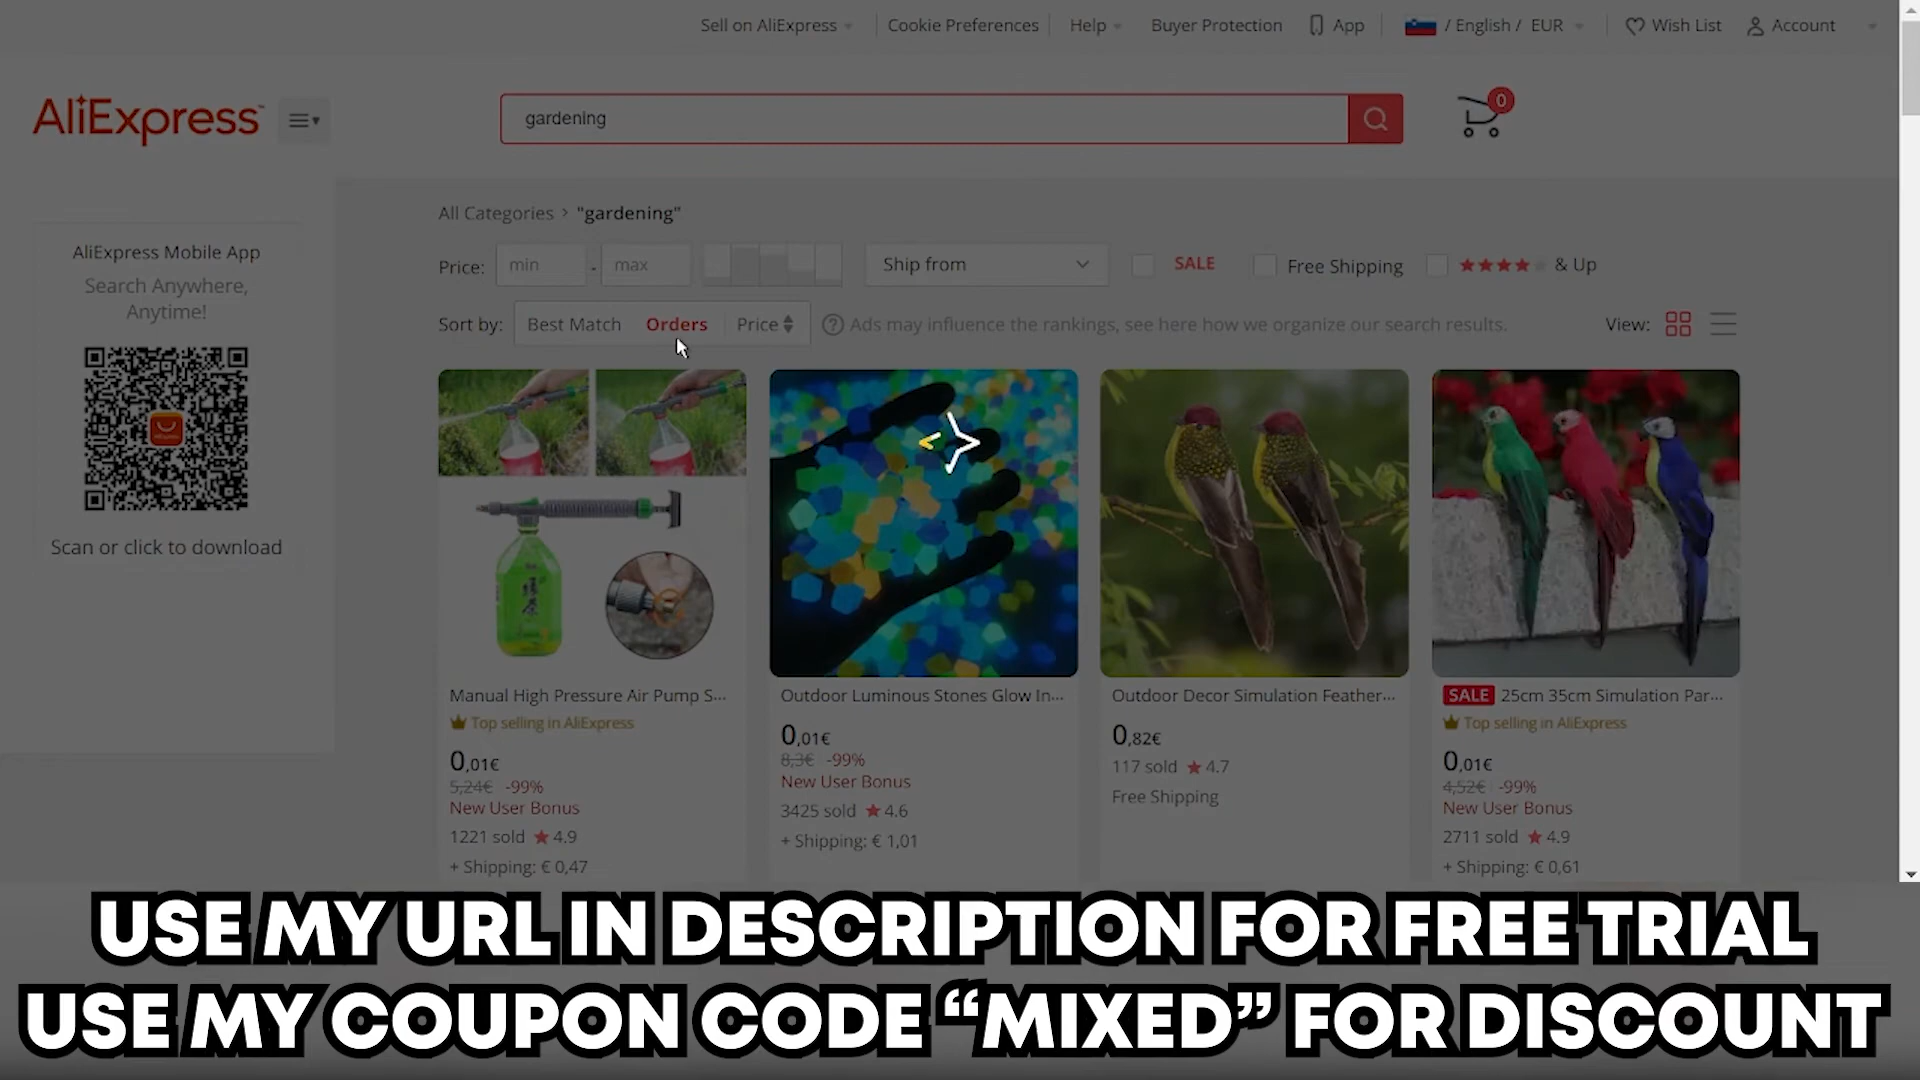 Sell on AliExpress
Cookie Preferences
Help
Buyer Protection
App
/ English / EUR
Wish List
Account
AliExpress™
gardening
0
AliExpress Mobile App
Search Anywhere,
Anytime!
Scan or click to download
All Categories > "gardening"
Price: min - max
Ship from
SALE
Free Shipping
& Up
Sort by: Best Match Orders Price
? Ads may influence the rankings, see here how we organize our search results.
View:
Manual High Pressure Air Pump S...
Top selling in AliExpress
0,01€
5,24€ -99%
New User Bonus
1221 sold ★ 4.9
+ Shipping: € 0,47
Outdoor Luminous Stones Glow In...
0,01€
8,3€ -99%
New User Bonus
3425 sold ★ 4.6
+ Shipping: € 1,01
Outdoor Decor Simulation Feather...
0,82€
117 sold ★ 4.7
Free Shipping
SALE 25cm 35cm Simulation Par...
Top selling in AliExpress
0,01€
4,52€ -99%
New User Bonus
2711 sold ★ 4.9
+ Shipping: € 0,61
USE MY URL IN DESCRIPTION FOR FREE TRIAL
USE MY COUPON CODE “MIXED” FOR DISCOUNT